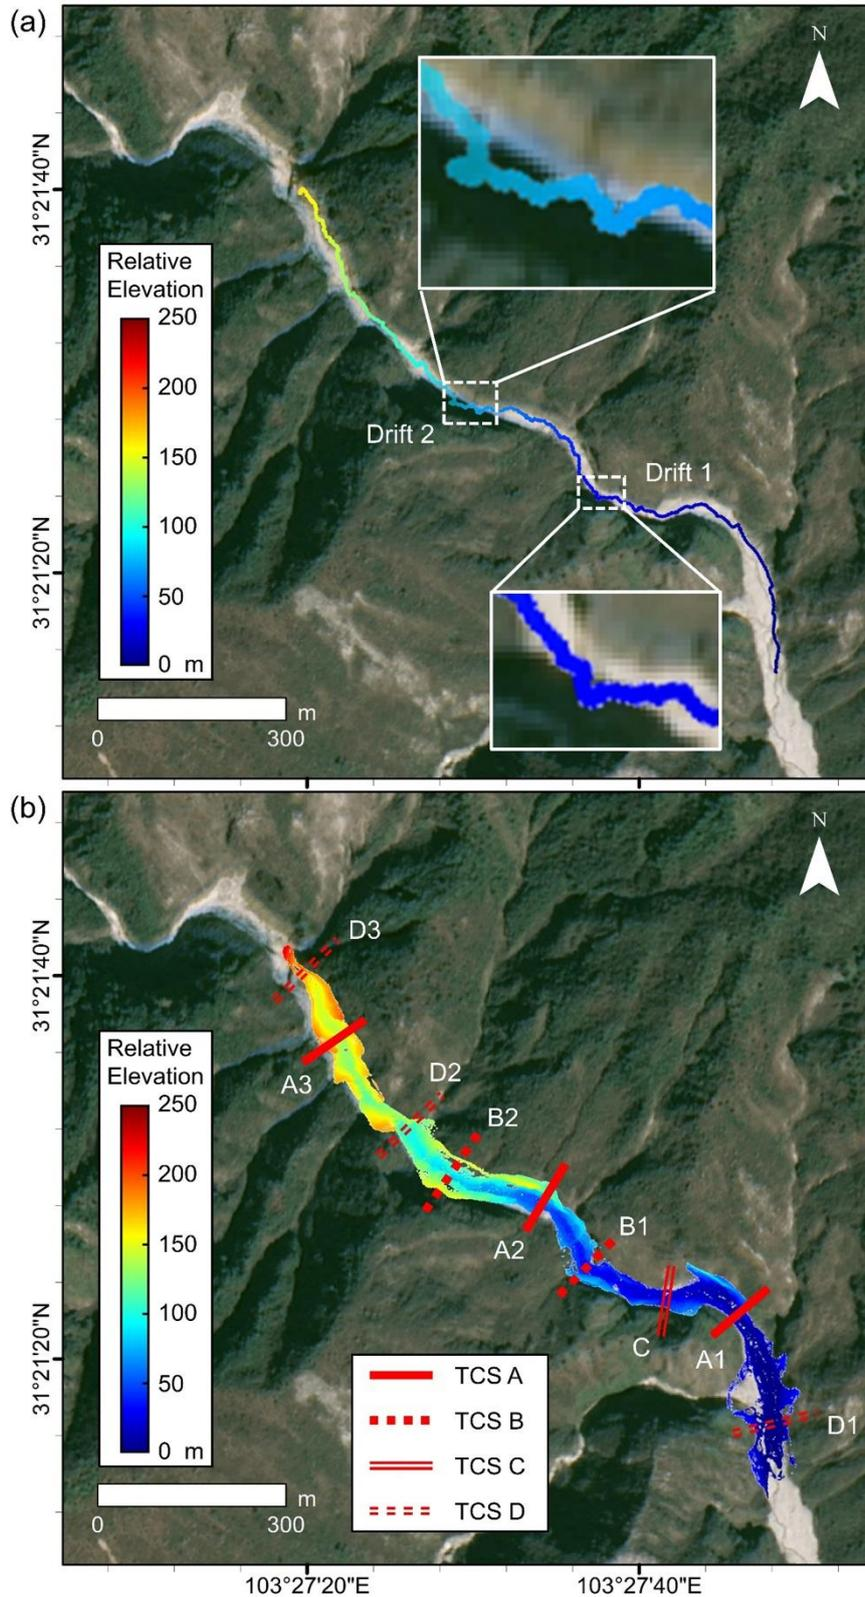 (a)
N
31°21'40"N
Relative
Elevation
250
200
150
100
50
0 m
Drift 2
Drift 1
31°21'20"N
m
0 300
(b)
N
D3
31°21'40"N
A3
D2
B2
Relative
Elevation
250
200
150
100
50
0 m
A2
B1
C
A1
31°21'20"N
D1
TCS A
TCS B
TCS C
TCS D
m
0 300
103°27'20"E 103°27'40"E